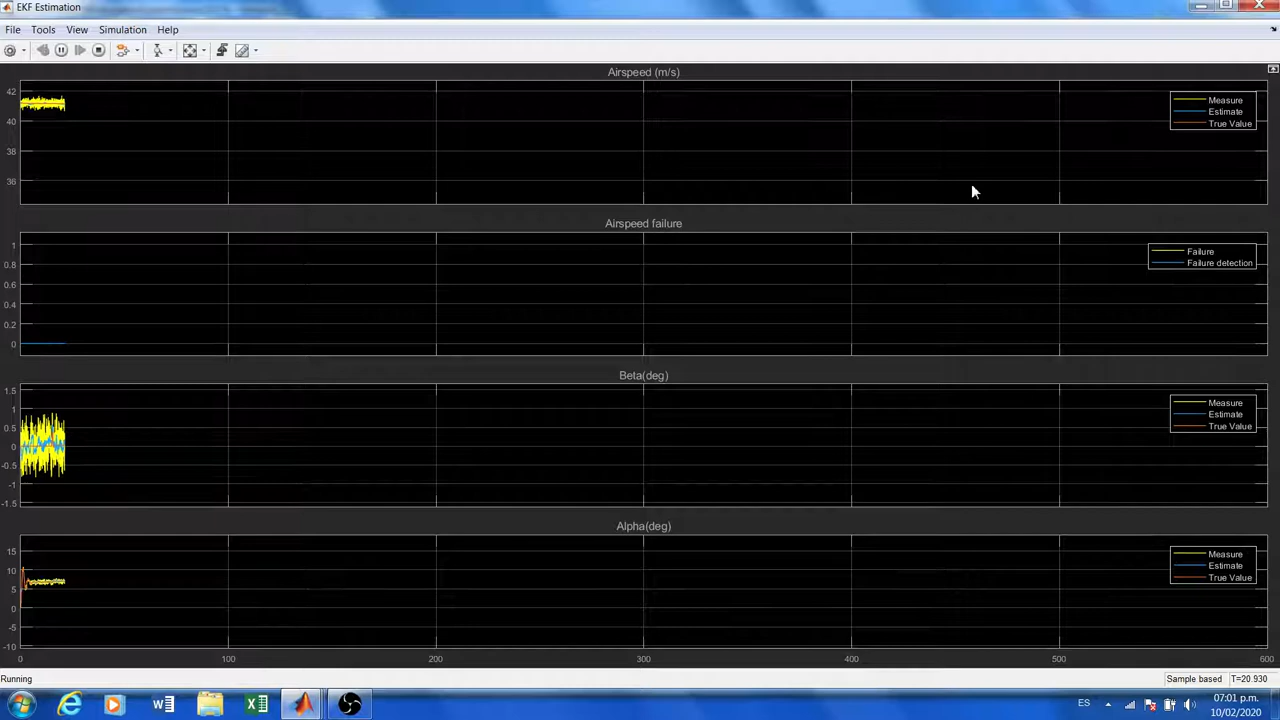 EKF Estimation
File Tools View Simulation Help
Airspeed (m/s)
42
40
38
36
Measure
Estimate
True Value
Airspeed failure
1
0.8
0.6
0.4
0.2
0
Failure
Failure detection
Beta(deg)
1.5
1
0.5
0
-0.5
-1
-1.5
Measure
Estimate
True Value
Alpha(deg)
15
10
5
0
-5
-10
Measure
Estimate
True Value
0 100 200 300 400 500 600
Running Sample based T=20.930
ES 07:01 p.m.
10/02/2020